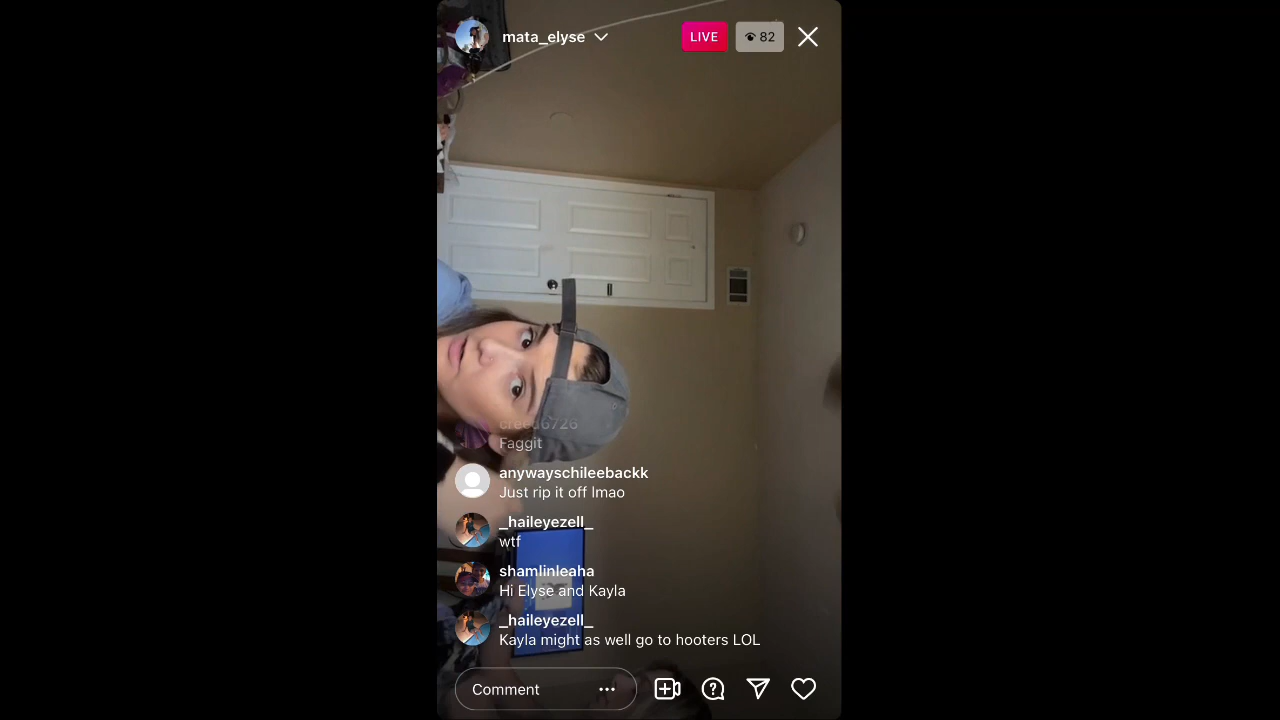 mata_elyse
LIVE
82
creed6726
Faggit
anywayschileebackk
Just rip it off lmao
_haileyezell_
wtf
shamlinleaha
Hi Elyse and Kayla
_haileyezell_
Kayla might as well go to hooters LOL
Comment